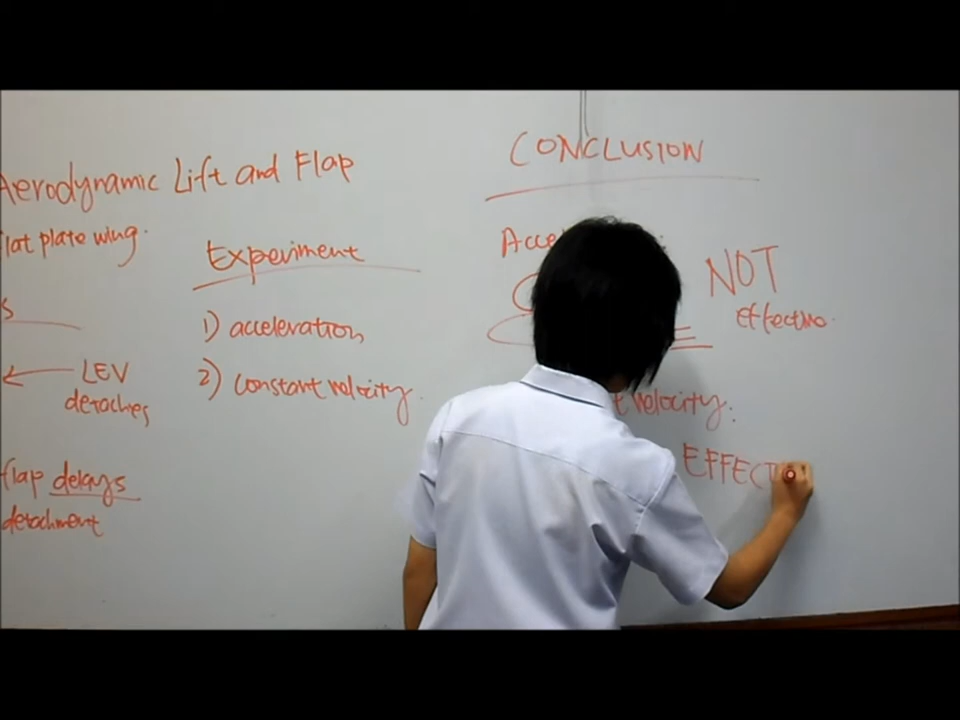 Aerodynamic Lift and Flap
flat plate wing.
s
LEV
detaches
flap delays
detachment
Experiment
1) acceleration
2) constant velocity.
CONCLUSION
Acce
NOT
effective.
t velocity:
EFFECT